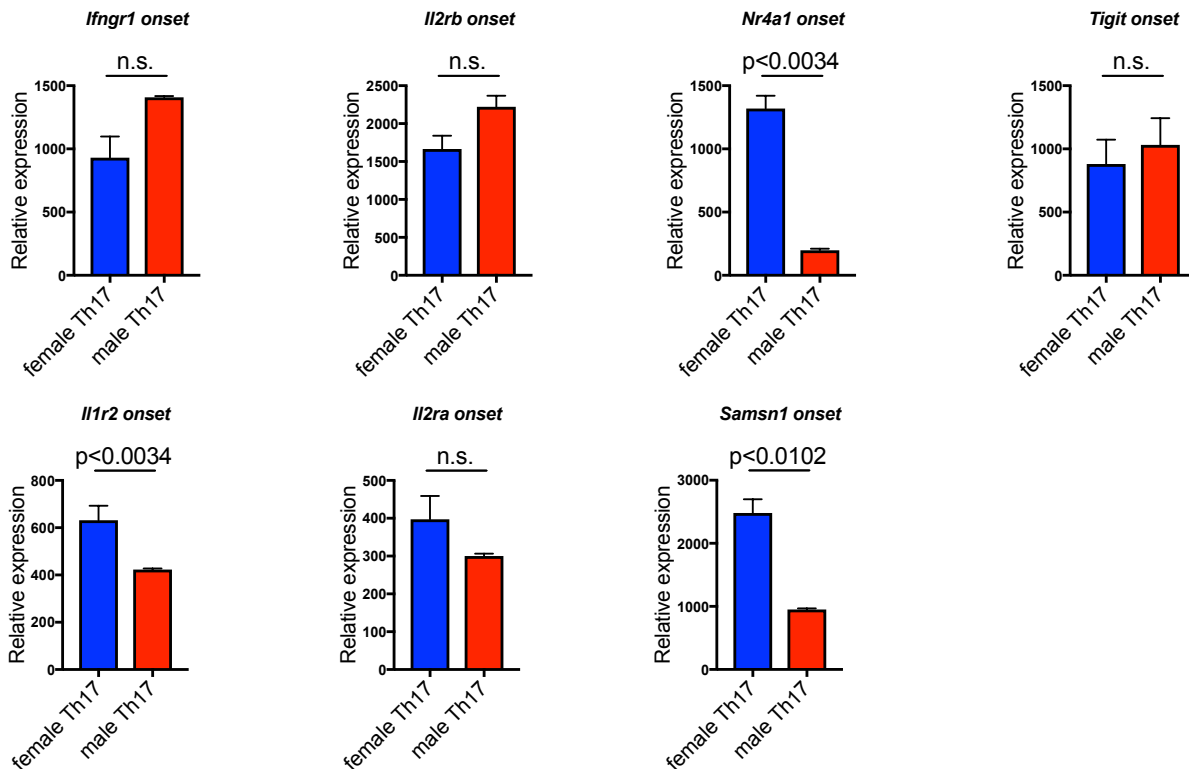 Ifngr1 onset
n.s.
Relative expression
1500
1000
500
0
female Th17
male Th17
Il2rb onset
n.s.
Relative expression
2500
2000
1500
1000
500
0
female Th17
male Th17
Nr4a1 onset
p<0.0034
Relative expression
1500
1000
500
0
female Th17
male Th17
Tigit onset
n.s.
Relative expression
1500
1000
500
0
female Th17
male Th17
Il1r2 onset
p<0.0034
Relative expression
800
600
400
200
0
female Th17
male Th17
Il2ra onset
n.s.
Relative expression
500
400
300
200
100
0
female Th17
male Th17
Samsn1 onset
p<0.0102
Relative expression
3000
2000
1000
0
female Th17
male Th17